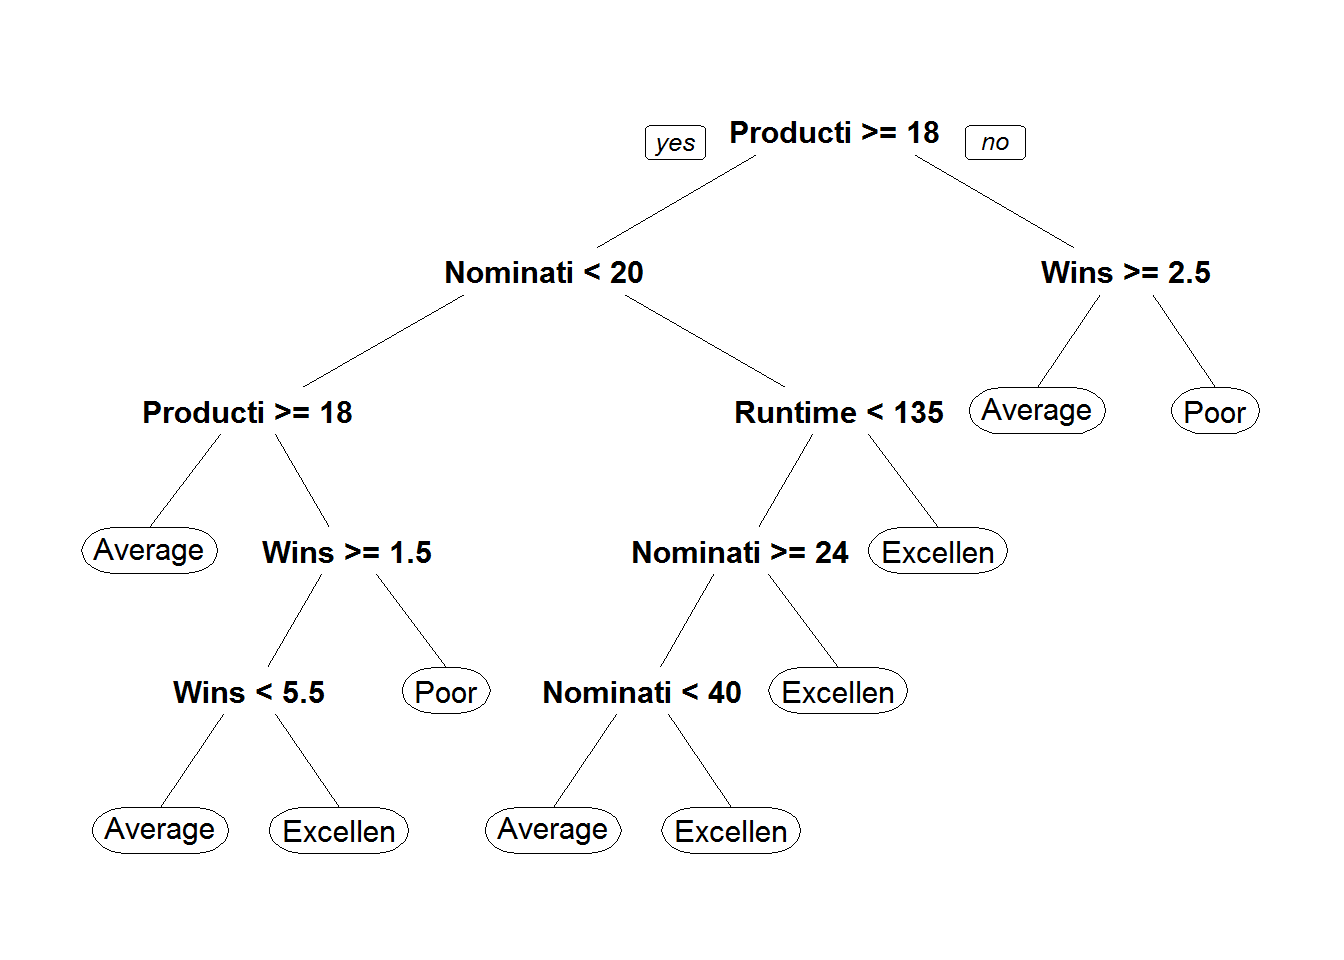 yes
Producti >= 18
no
Nominati < 20
Wins >= 2.5
Producti >= 18
Runtime < 135
Average
Poor
Average
Wins >= 1.5
Nominati >= 24
Excellen
Wins < 5.5
Poor
Nominati < 40
Excellen
Average
Excellen
Average
Excellen